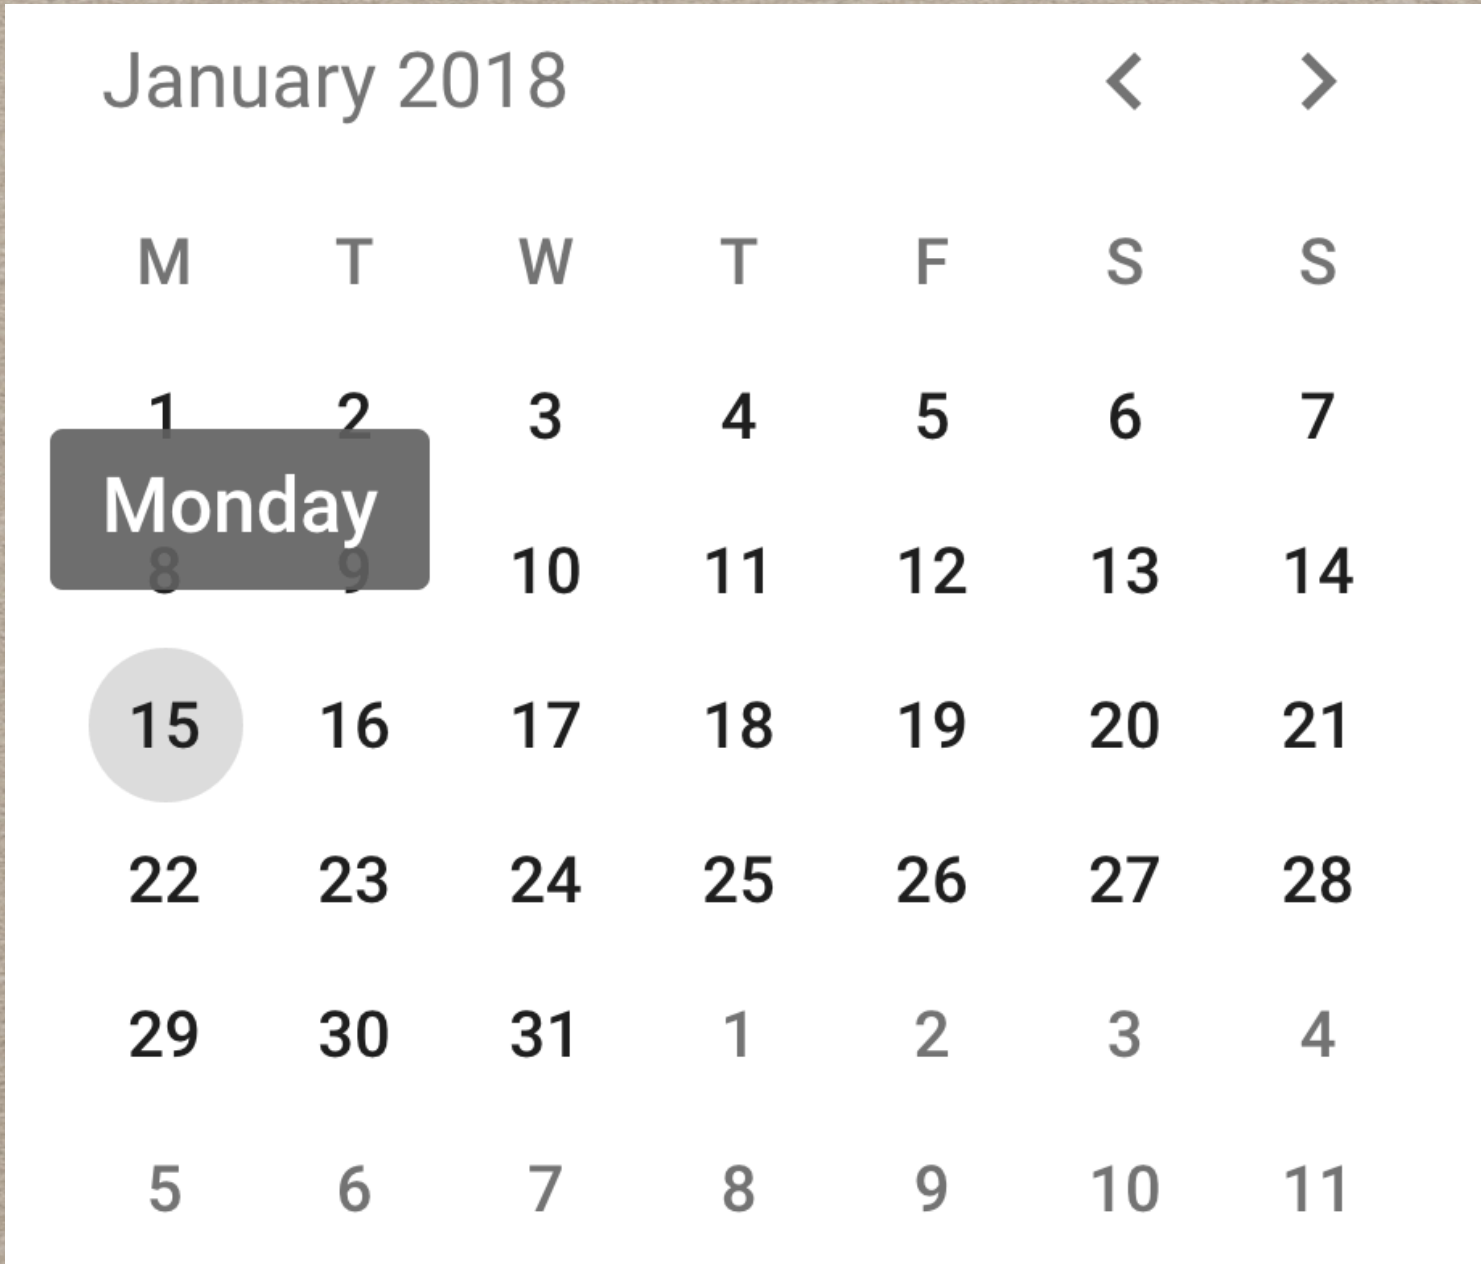 January 2018
M T W T F S S
1 2 3 4 5 6 7
Monday
8 9 10 11 12 13 14
15 16 17 18 19 20 21
22 23 24 25 26 27 28
29 30 31 1 2 3 4
5 6 7 8 9 10 11